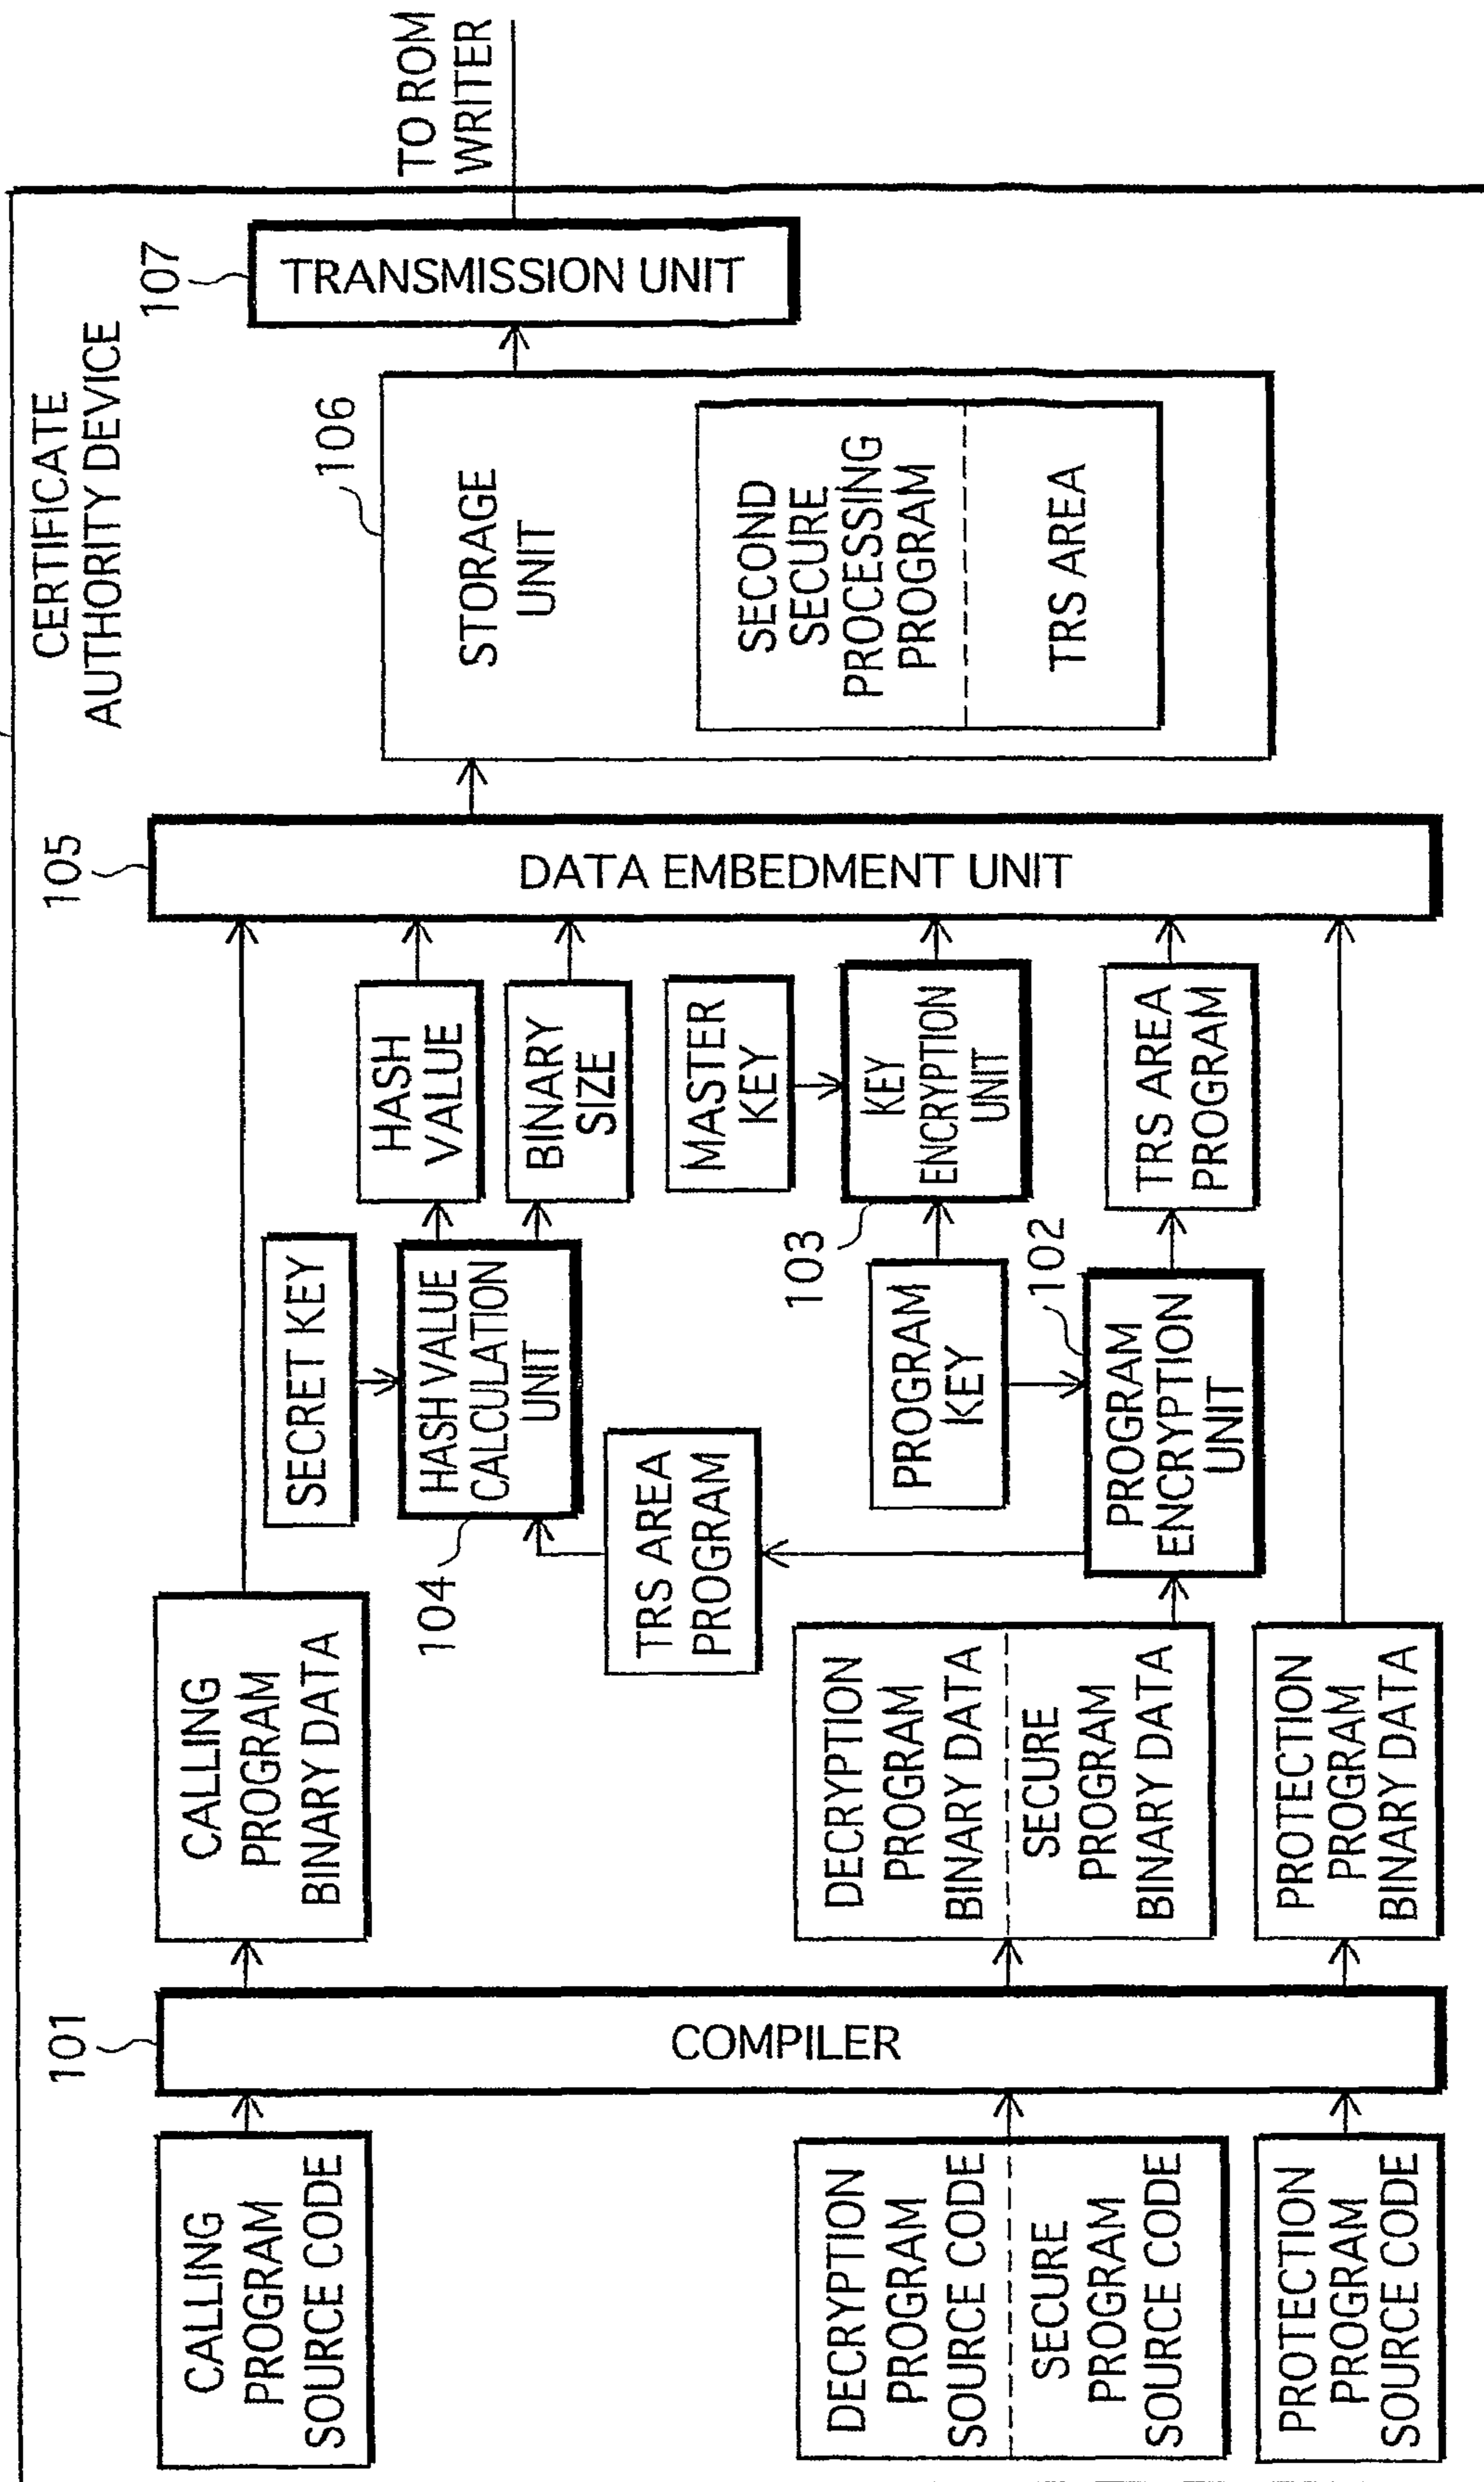 CERTIFICATE
AUTHORITY DEVICE
CALLING
PROGRAM
SOURCE CODE
DECRYPTION
PROGRAM
SOURCE CODE
SECURE
PROGRAM
SOURCE CODE
PROTECTION
PROGRAM
SOURCE CODE
101
COMPILER
CALLING
PROGRAM
BINARY DATA
DECRYPTION
PROGRAM
BINARY DATA
SECURE
PROGRAM
BINARY DATA
PROTECTION
PROGRAM
BINARY DATA
SECRET KEY
HASH VALUE
CALCULATION
UNIT
104
TRS AREA
PROGRAM
PROGRAM
KEY
102
PROGRAM
ENCRYPTION
UNIT
HASH
VALUE
BINARY
SIZE
MASTER
KEY
103
KEY
ENCRYPTION
UNIT
TRS AREA
PROGRAM
105
DATA EMBEDMENT UNIT
106
STORAGE
UNIT
SECOND
SECURE
PROCESSING
PROGRAM
TRS AREA
107
TRANSMISSION UNIT
TO ROM
WRITER